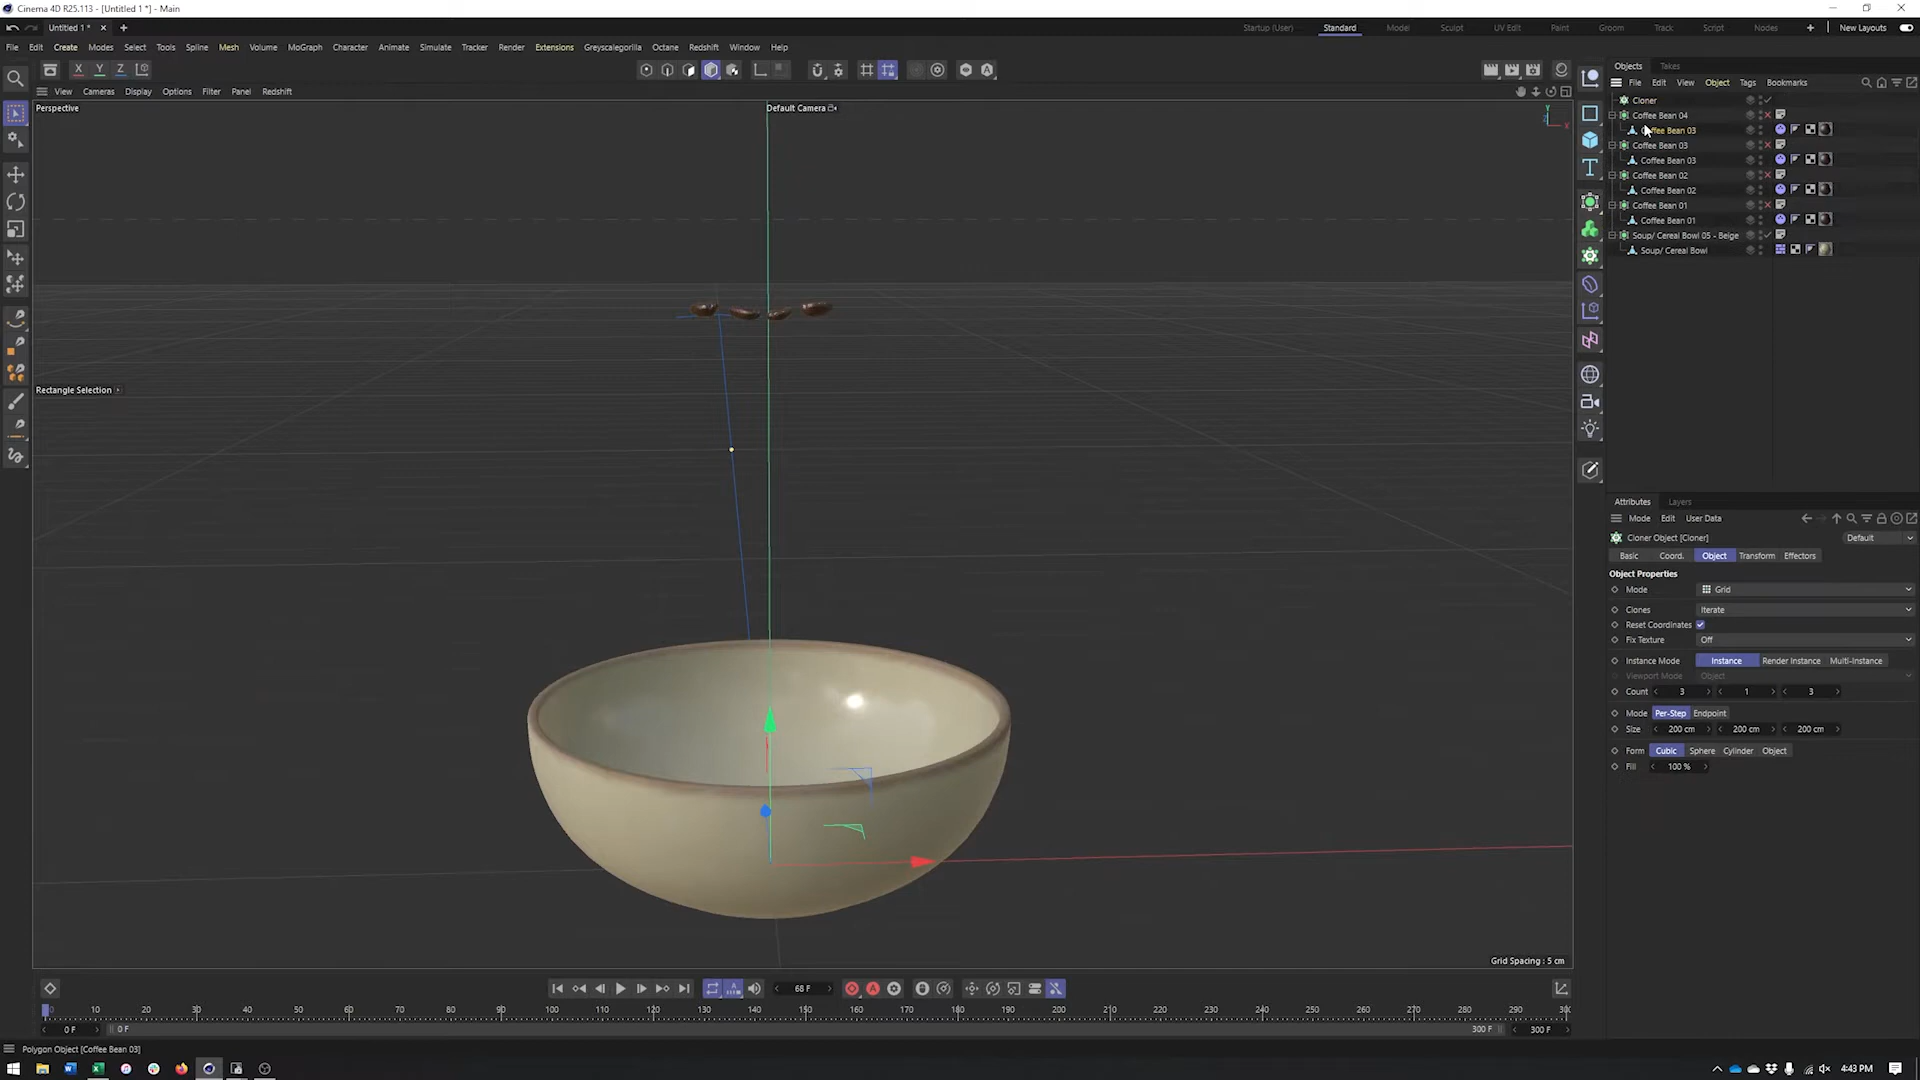 Cinema 4D R25.113 - [Untitled 1 *] - Main
Untitled 1 *
Startup (User) Standard Model Sculpt UV Edit Paint Groom Track Script Nodes New Layouts
File Edit Create Modes Select Tools Spline Mesh Volume MoGraph Character Animate Simulate Tracker Render Extensions Greyscalegorilla Octane Redshift Window Help
X Y Z
Objects Takes
View Cameras Display Options Filter Panel Redshift
File Edit View Object Tags Bookmarks
Perspective
Default Camera
Y
X
Cloner
Coffee Bean 04
Coffee Bean 03
Coffee Bean 03
Coffee Bean 03
Coffee Bean 02
Coffee Bean 02
Coffee Bean 01
Coffee Bean 01
Soup/ Cereal Bowl 05 - Beige
Soup/ Cereal Bowl
Rectangle Selection
Attributes Layers
Mode Edit User Data
Cloner Object [Cloner] Default
Basic Coord. Object Transform Effectors
Object Properties
Mode Grid
Clones Iterate
Reset Coordinates
Fix Texture Off
Instance Mode Instance Render Instance Multi-Instance
Viewport Mode Object
Count 3 1 3
Mode Per-Step Endpoint
Size 200 cm 200 cm 200 cm
Form Cubic Sphere Cylinder Object
Fill 100 %
Grid Spacing : 5 cm
68 F
10 20 30 40 50 60 70 80 90 100 110 120 130 140 150 160 170 180 190 200 210 220 230 240 250 260 270 280 290
0 F 0 F 300 F 300 F
Polygon Object [Coffee Bean 03]
4:43 PM